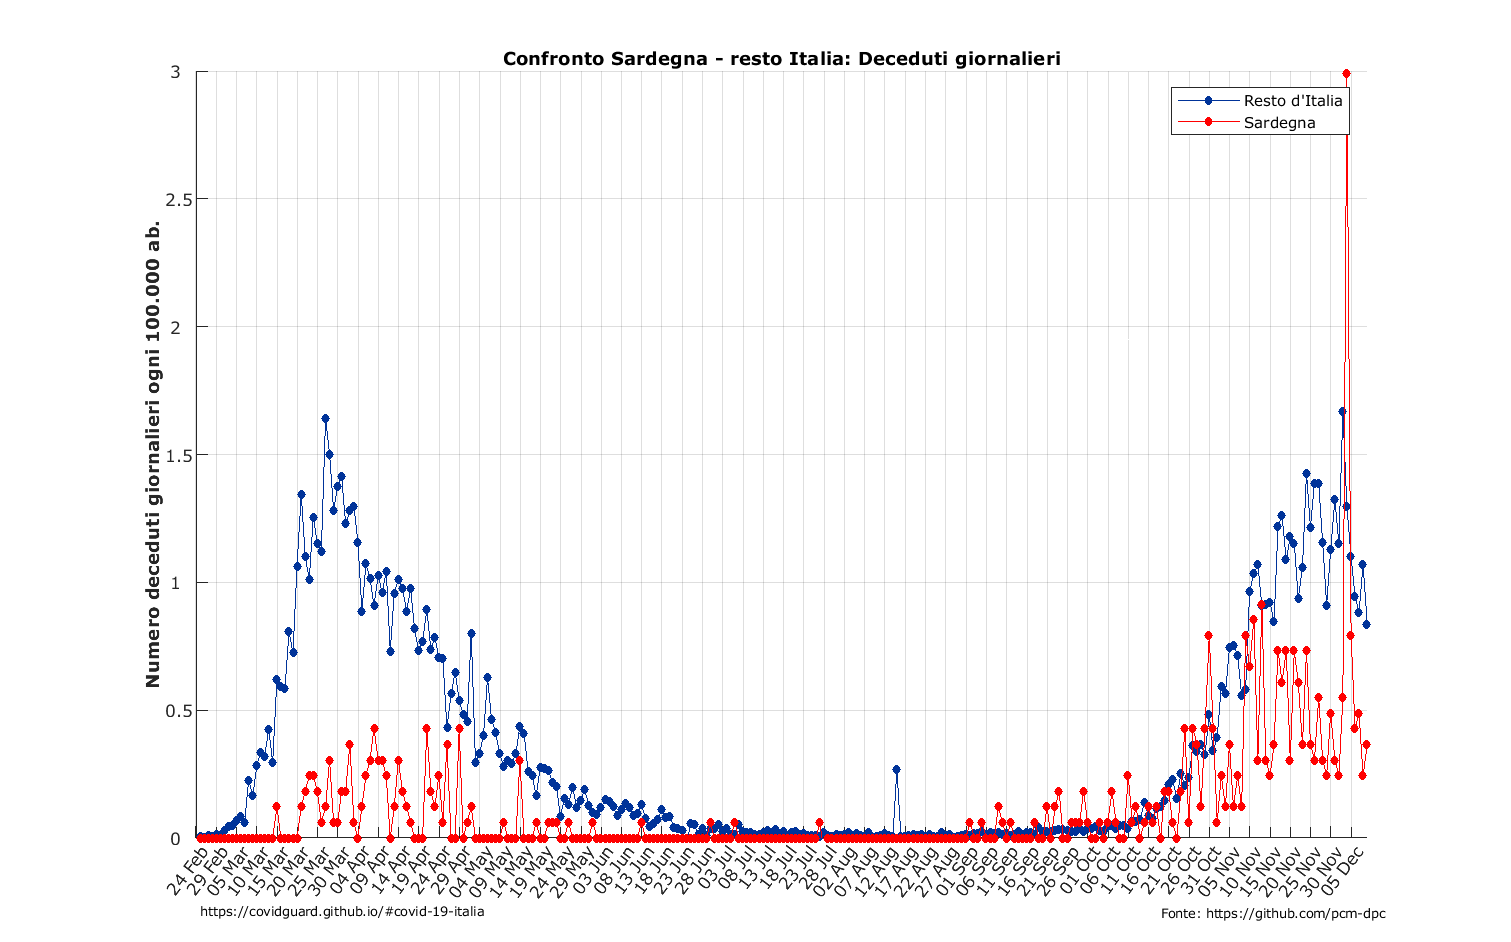 Confronto Sardegna - resto Italia: Deceduti giornalieri
Numero deceduti giornalieri ogni 100.000 ab.
3
2.5
2
1.5
1
0.5
0
Resto d'Italia
Sardegna
24 Feb
29 Feb
05 Mar
10 Mar
15 Mar
20 Mar
25 Mar
30 Mar
04 Apr
09 Apr
14 Apr
19 Apr
24 Apr
29 Apr
04 May
09 May
14 May
19 May
24 May
29 May
03 Jun
08 Jun
13 Jun
18 Jun
23 Jun
28 Jun
03 Jul
08 Jul
13 Jul
18 Jul
23 Jul
28 Jul
02 Aug
07 Aug
12 Aug
17 Aug
22 Aug
27 Aug
01 Sep
06 Sep
11 Sep
16 Sep
21 Sep
26 Sep
01 Oct
06 Oct
11 Oct
16 Oct
21 Oct
26 Oct
31 Oct
05 Nov
10 Nov
15 Nov
20 Nov
25 Nov
30 Nov
05 Dec
https://covidguard.github.io/#covid-19-italia
Fonte: https://github.com/pcm-dpc